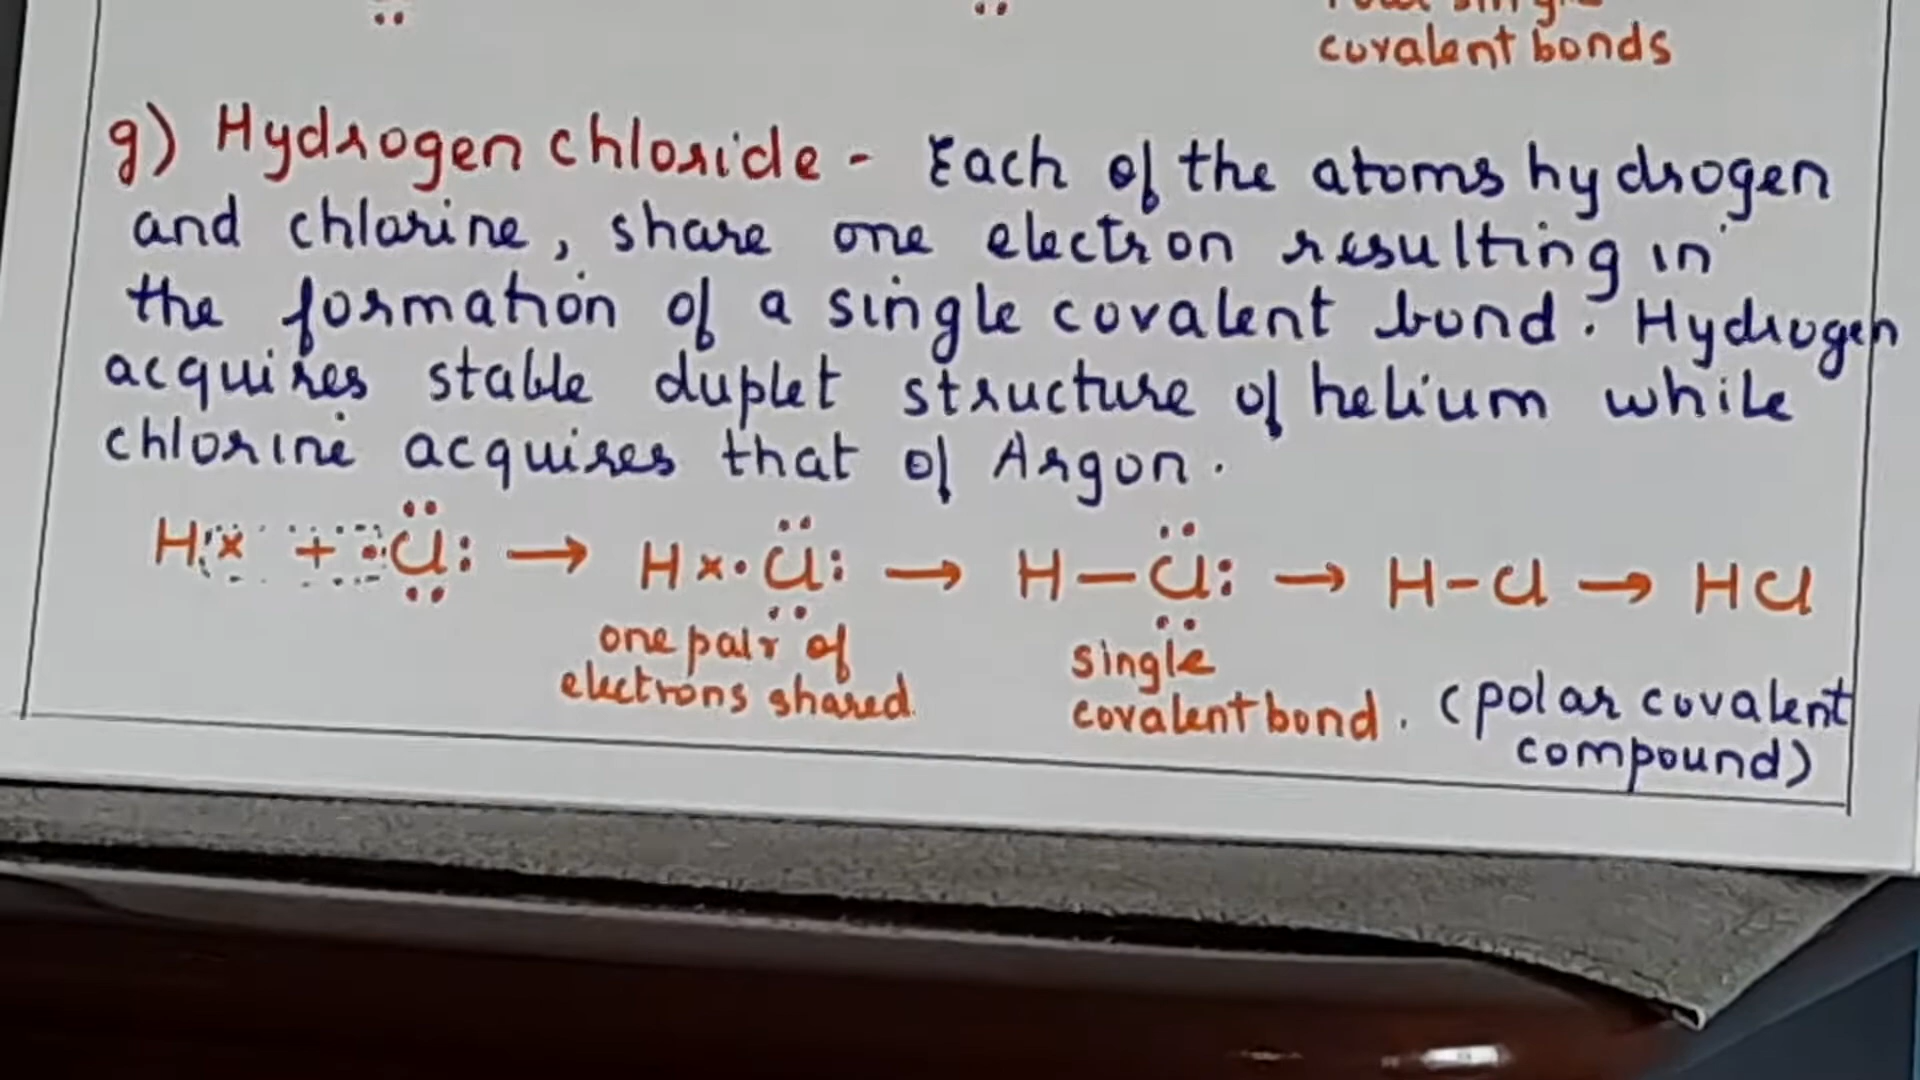 covalent bonds
g) Hydrogen chloride - Each of the atoms hydrogen
and chlorine, share one electron resulting in
the formation of a single covalent bond. Hydrogen
acquires stable duplet structure of helium while
chlorine acquires that of Argon.
H× + •Cl: → H×•Cl: → H—Cl: → H-Cl → HCl
one pair of
electrons shared.
single
covalent bond.
(polar covalent
compound)